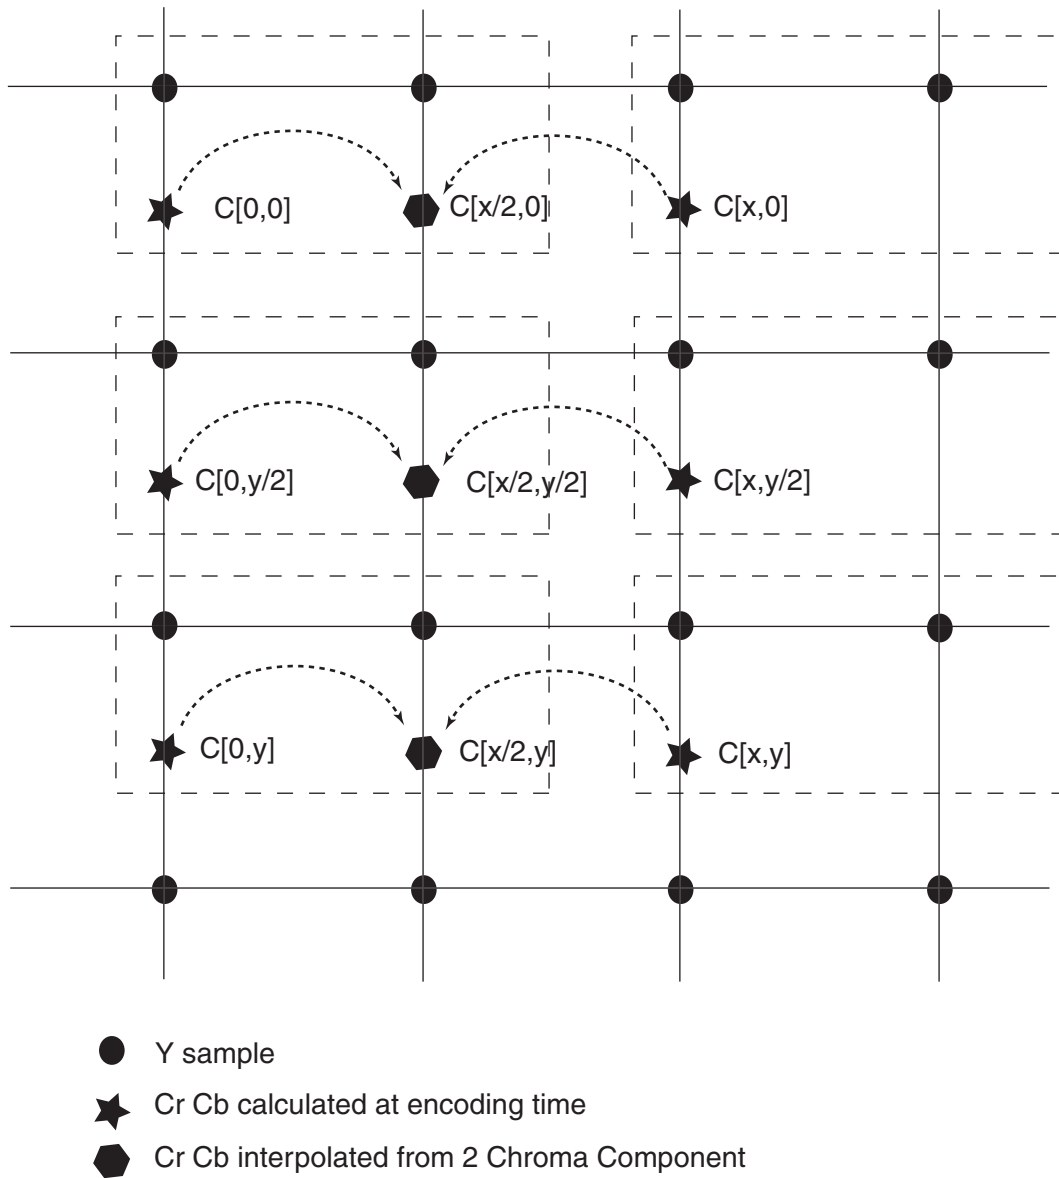 C[0,0] C[x/2,0] C[x,0]
C[0,y/2] C[x/2,y/2] C[x,y/2]
C[0,y] C[x/2,y] C[x,y]
Y sample
Cr Cb calculated at encoding time
Cr Cb interpolated from 2 Chroma Component